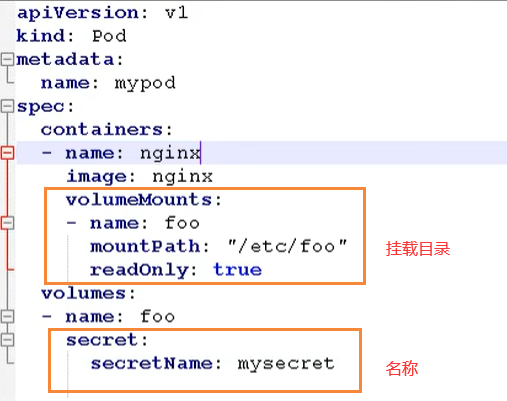 apiVersion: v1
kind: Pod
metadata:
  name: mypod
spec:
  containers:
  - name: nginx
    image: nginx
    volumeMounts:
    - name: foo
      mountPath: "/etc/foo"
挂载目录
      readOnly: true
  volumes:
  - name: foo
    secret:
      secretName: mysecret
名称